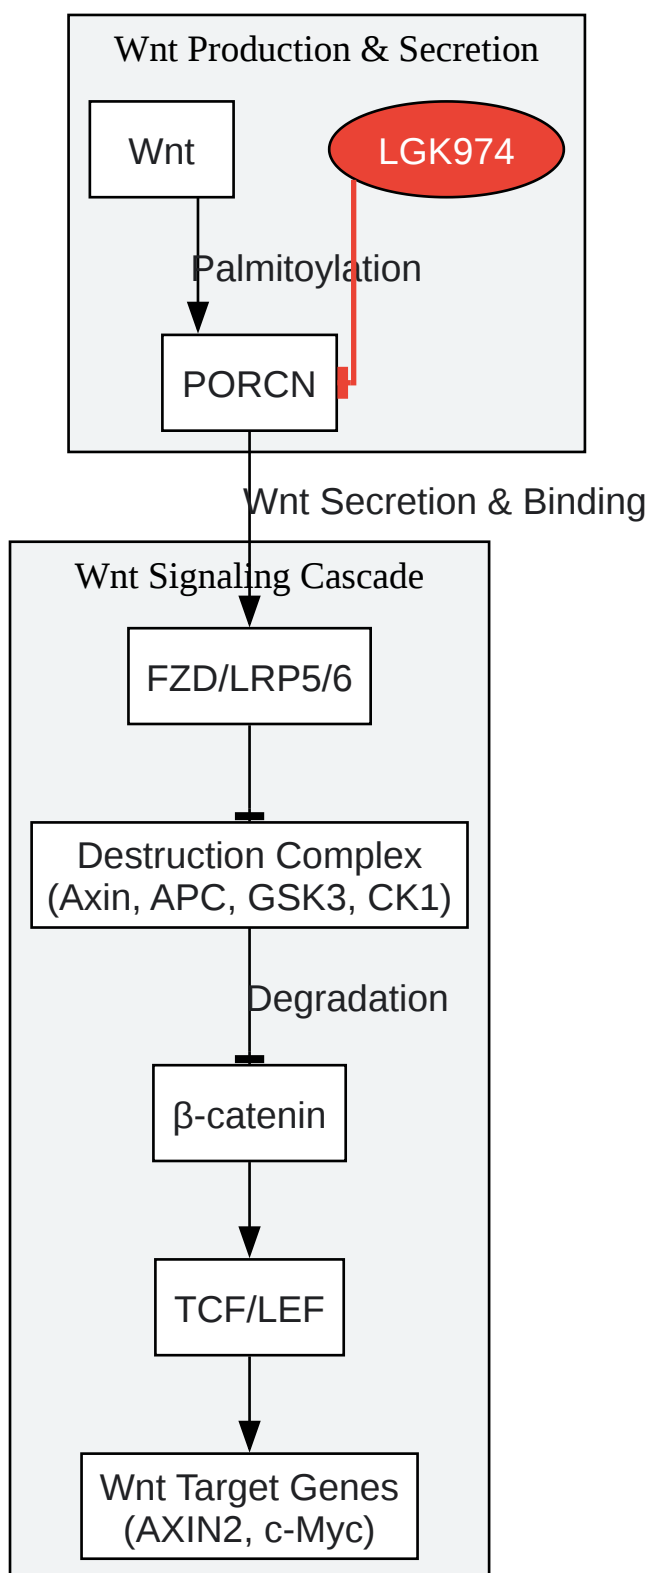 Wnt Production & Secretion
Wnt
LGK974
Palmitoylation
PORCN
Wnt Secretion & Binding
Wnt Signaling Cascade
FZD/LRP5/6
Destruction Complex
(Axin, APC, GSK3, CK1)
Degradation
β-catenin
TCF/LEF
Wnt Target Genes
(AXIN2, c-Myc)